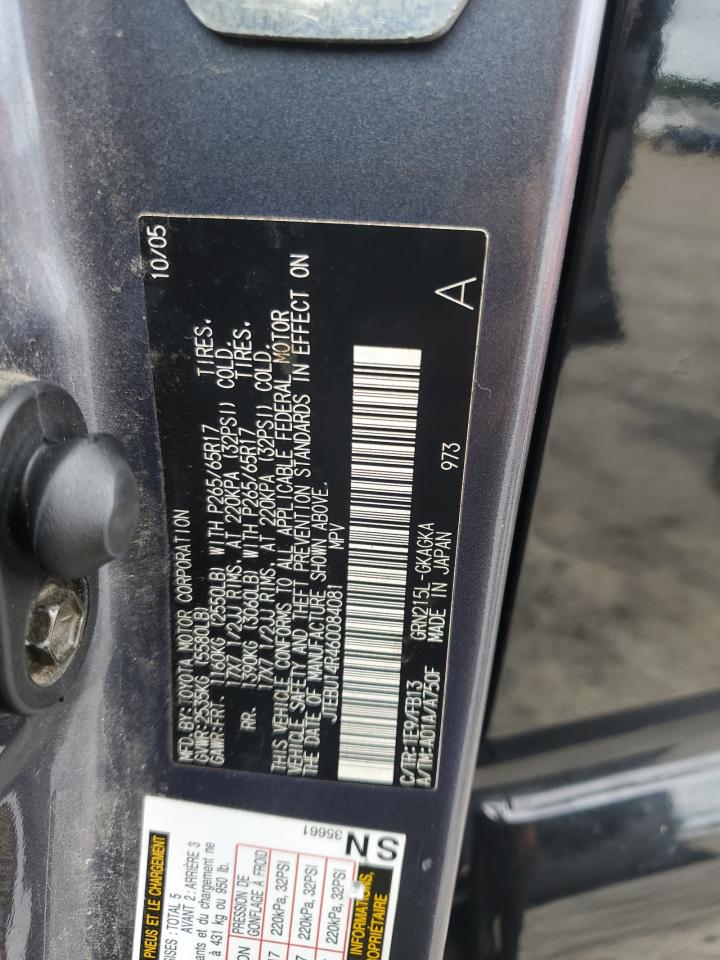 MFD. BY: TOYOTA MOTOR CORPORATION 10/05
GVWR: 2535KG (5580LB)
GAWR: FRT 1160KG (2550LB) WITH P265/65R17 TIRES.
17X7 1/2JJ RIMS, AT 220KPA (32PSI) COLD.
RR. 1390KG (3060LB) WITH P265/65R17 TIRES.
17X7 1/2JJ RIMS, AT 220KPA (32PSI) COLD.
THIS VEHICLE CONFORMS TO ALL APPLICABLE FEDERAL MOTOR
VEHICLE SAFETY AND THEFT PREVENTION STANDARDS IN EFFECT ON
THE DATE OF MANUFACTURE SHOWN ABOVE.
JTEBU14R460084081 MPV
C/TR: 1E9/FB13 GRN215L-GKAGKA A
A/TM: A01A/A750F MADE IN JAPAN 973
PNEUS ET LE CHARGEMENT
TOTAL 5 AVANT 2: ARRIÈRE 3
et du chargement ne
431 kg ou 950 lb.
PRESSION DE
GONFLAGE À FROID
220kPa, 32PSI
220kPa, 32PSI
220kPa, 32PSI
INFORMATIONS,
PROPRIÉTAIRE
35661
SN